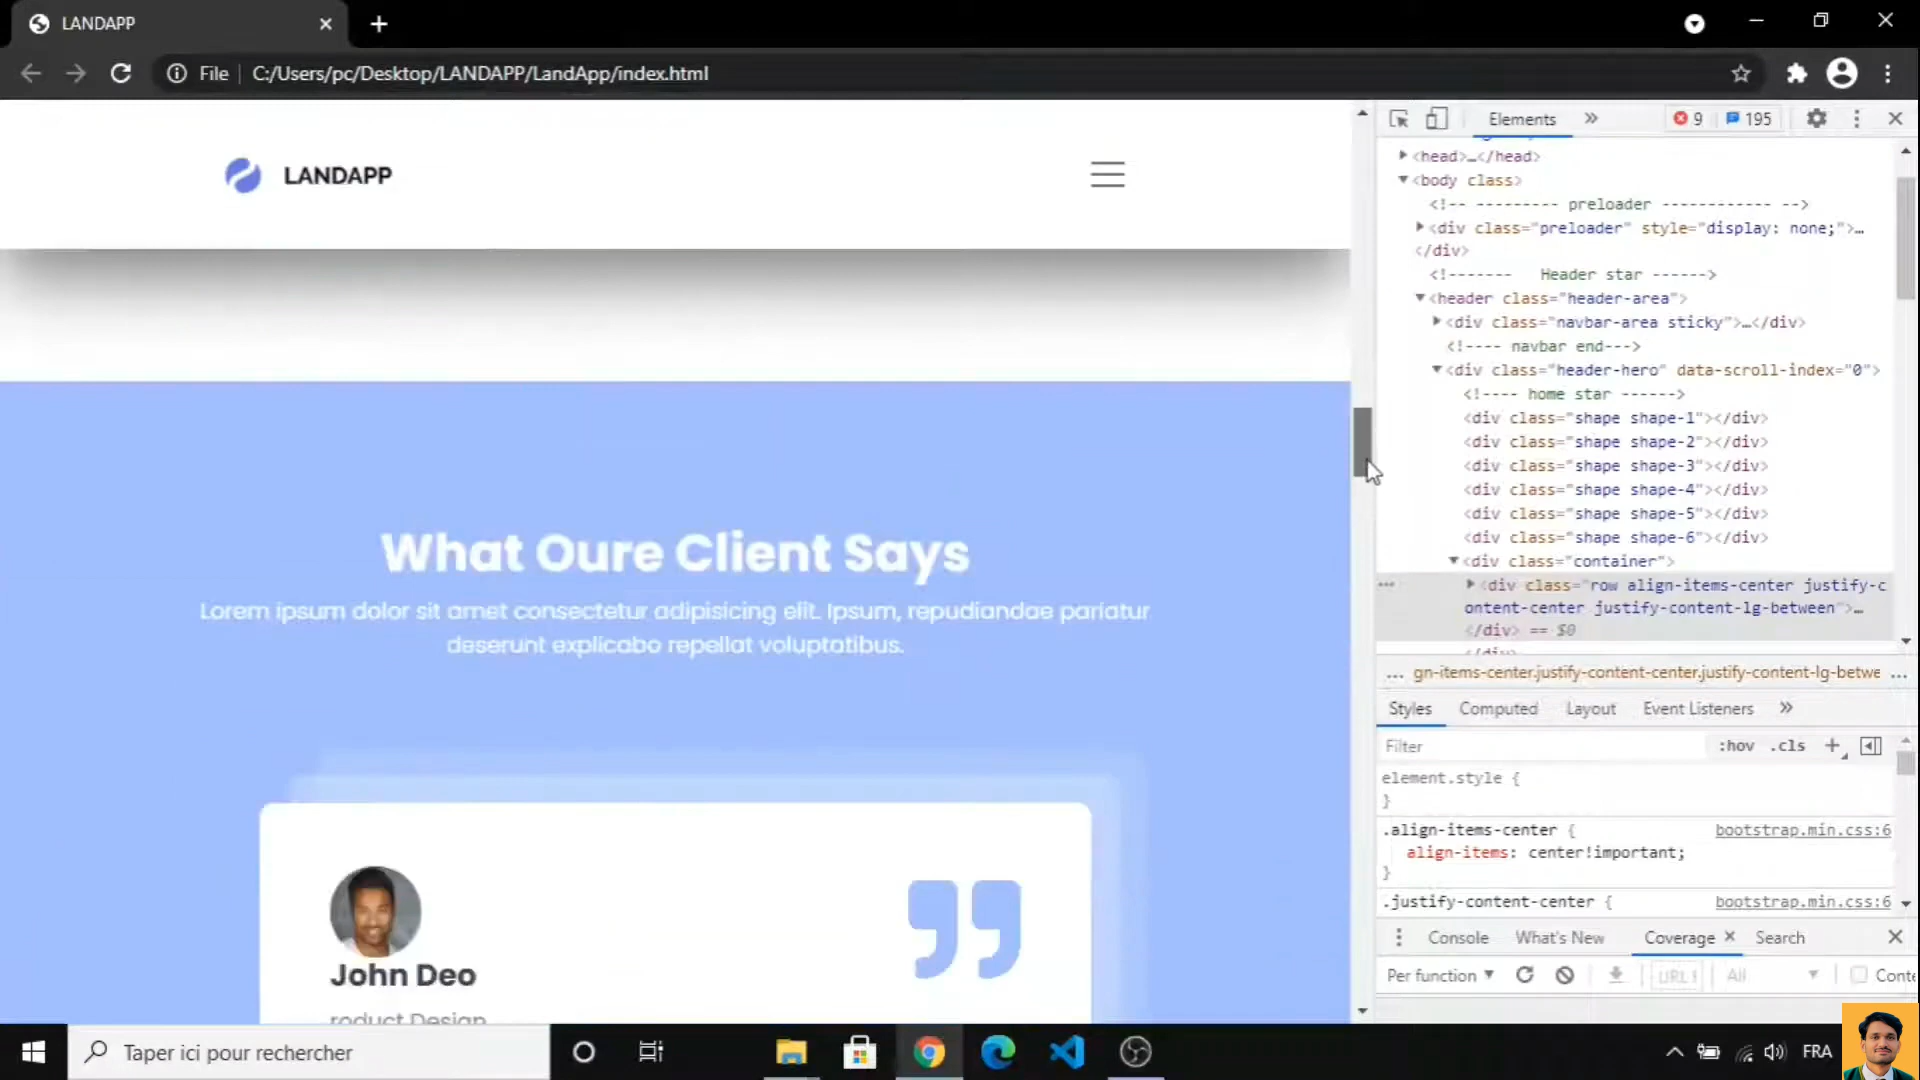 LANDAPP
File C:/Users/pc/Desktop/LANDAPP/LandApp/index.html
LANDAPP
What Oure Client Says
Lorem ipsum dolor sit amet consectetur adipisicing elit. Ipsum, repudiandae pariatur
deserunt explicabo repellat voluptatibus.
John Deo
roduct Design
Elements » 9 195
<head>…</head>
<body class>
<!-- --------- preloader ------------ -->
<div class="preloader" style="display: none;">…
</div>
<!------- Header star ------>
<header class="header-area">
<div class="navbar-area sticky">…</div>
<!---- navbar end--->
<div class="header-hero" data-scroll-index="0">
<!---- home star ------>
<div class="shape shape-1"></div>
<div class="shape shape-2"></div>
<div class="shape shape-3"></div>
<div class="shape shape-4"></div>
<div class="shape shape-5"></div>
<div class="shape shape-6"></div>
<div class="container">
<div class="row align-items-center justify-c
ontent-center justify-content-lg-between">…
</div> == $0
</div>
... gn-items-center.justify-content-center.justify-content-lg-betwe ...
Styles Computed Layout Event Listeners »
Filter :hov .cls +
element.style {
}
.align-items-center { bootstrap.min.css:6
align-items: center!important;
}
.justify-content-center { bootstrap.min.css:6
Console What's New Coverage × Search
Per function All Conte
Taper ici pour rechercher
FRA